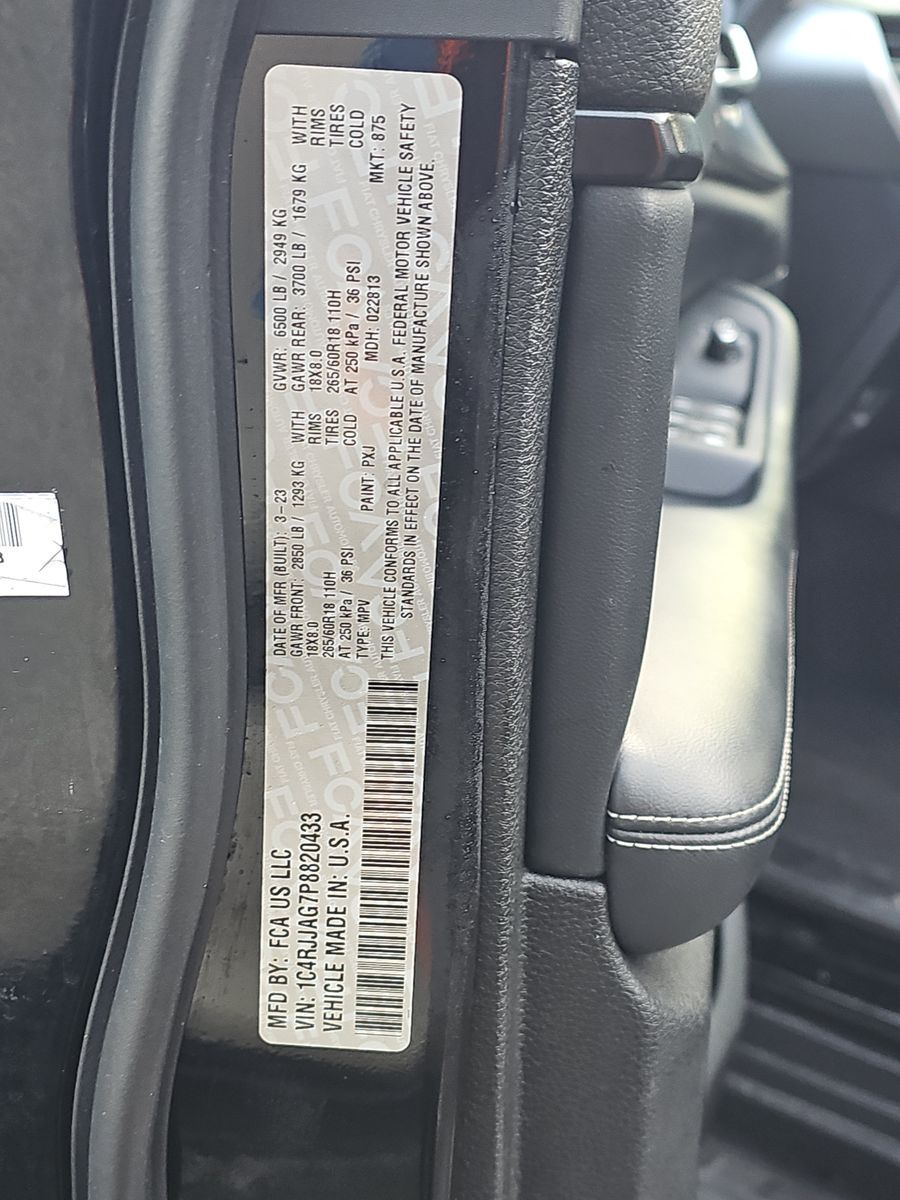 MFD BY: FCA US LLC
VIN: 1C4RJJAG7P8820433
VEHICLE MADE IN: U.S.A.
DATE OF MFR (BUILT): 3-23 GVWR: 6500 LB / 2949 KG
GAWR FRONT: 2850 LB / 1293 KG WITH GAWR REAR: 3700 LB / 1679 KG WITH
18X8.0 RIMS 18X8.0 RIMS
265/60R18 110H TIRES 265/60R18 110H TIRES
AT 250 kPa / 36 PSI COLD AT 250 kPa / 36 PSI COLD
TYPE: MPV PAINT: PXJ MDH: 022813 MKT: 875
THIS VEHICLE CONFORMS TO ALL APPLICABLE U.S.A. FEDERAL MOTOR VEHICLE SAFETY
STANDARDS IN EFFECT ON THE DATE OF MANUFACTURE SHOWN ABOVE.